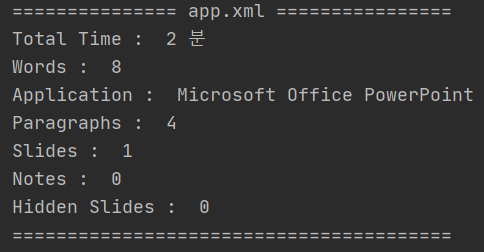 =============== app.xml ================
Total Time :  2 분
Words :  8
Application :  Microsoft Office PowerPoint
Paragraphs :  4
Slides :  1
Notes :  0
Hidden Slides :  0
========================================